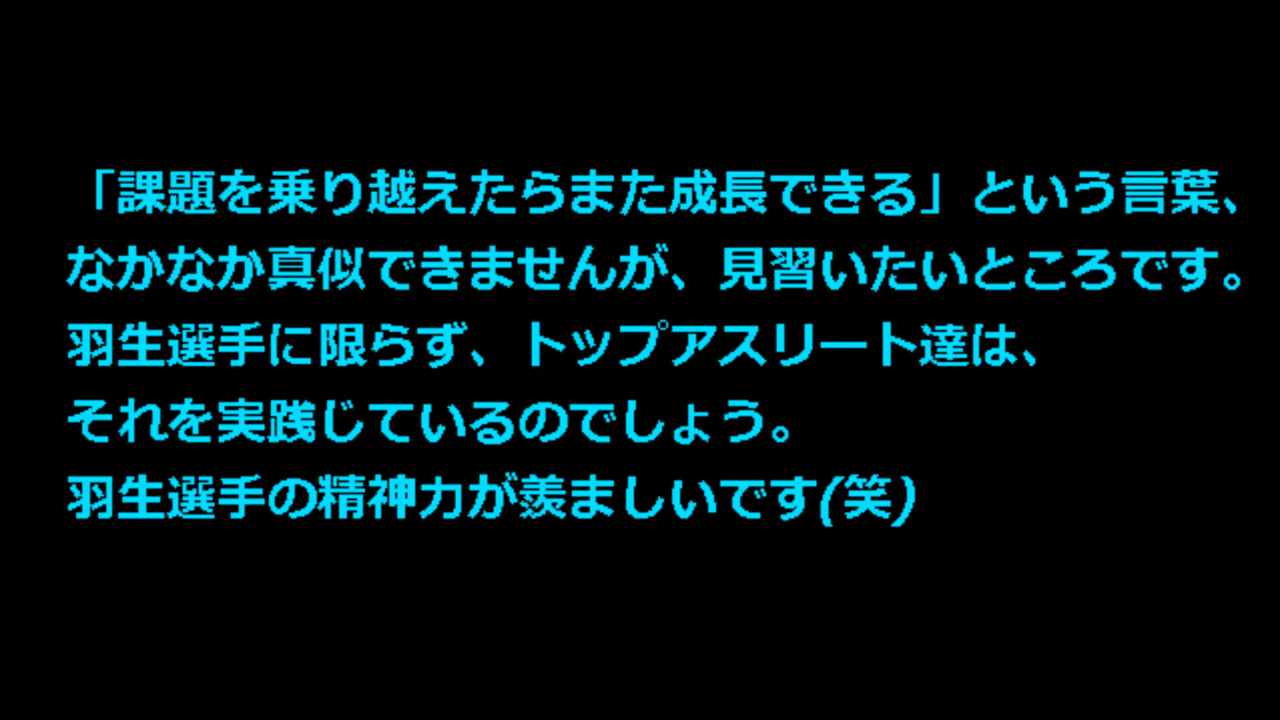 「課題を乗り越えたらまた成長できる」という言葉、
なかなか真似できませんが、見習いたいところです。
羽生選手に限らず、トップアスリート達は、
それを実践じているのでしょう。
羽生選手の精神力が羨ましいです(笑)